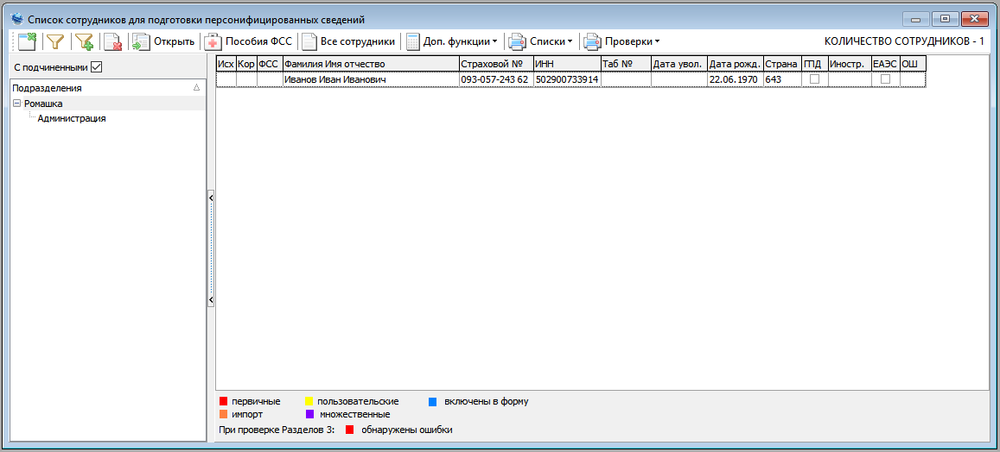 Список сотрудников для подготовки персонифицированных сведений
Открыть Пособия ФСС Все сотрудники Доп. функции Списки Проверки КОЛИЧЕСТВО СОТРУДНИКОВ - 1
С подчиненными
Подразделения
Ромашка
Администрация
Исх Кор ФСС Фамилия Имя отчество Страховой № ИНН Таб № Дата увол. Дата рожд. Страна ГПД Иностр. ЕАЭС ОШ
Иванов Иван Иванович 093-057-243 62 502900733914 22.06.1970 643
первичные пользовательские включены в форму
импорт множественные
При проверке Разделов 3: обнаружены ошибки